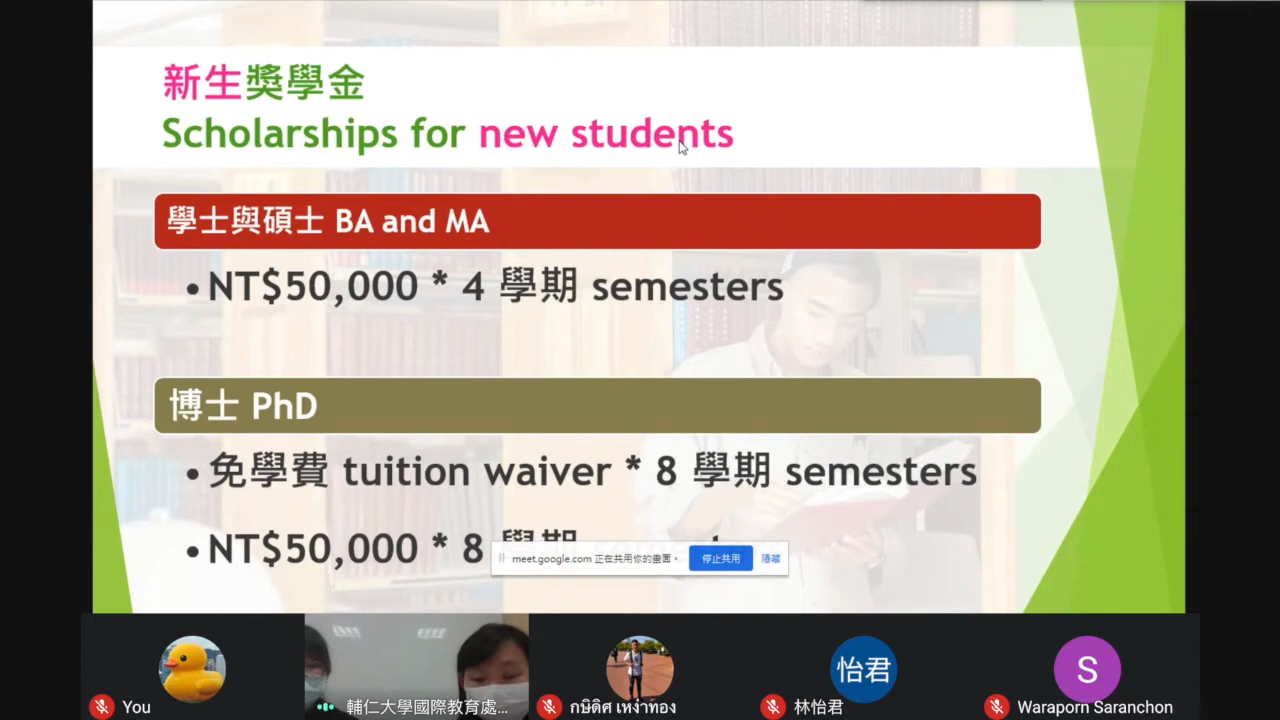 新生獎學金
Scholarships for new students
學士與碩士 BA and MA
• NT$50,000 * 4 學期 semesters
博士 PhD
• 免學費 tuition waiver * 8 學期 semesters
• NT$50,000 * 8 學期
meet.google.com 正在共用你的畫面。
停止共用
隱藏
You
輔仁大學國際教育處...
กษิดิศ เหง่าทอง
怡君
林怡君
S
Waraporn Saranchon